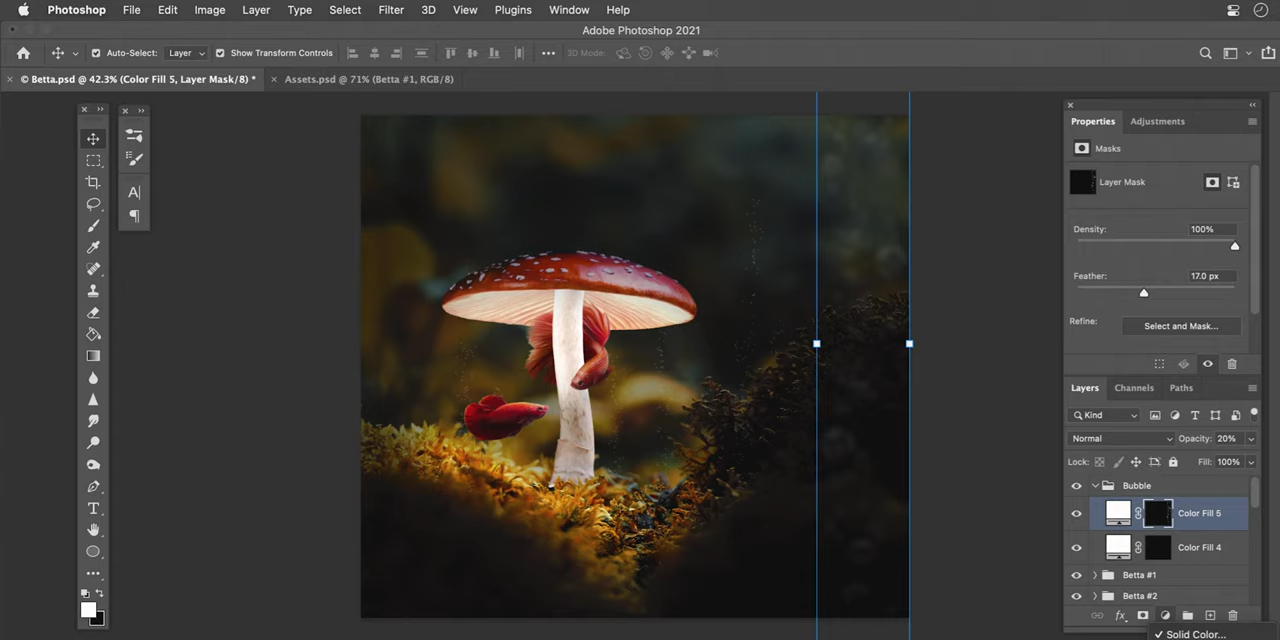 Photoshop File Edit Image Layer Type Select Filter 3D View Plugins Window Help
Adobe Photoshop 2021
Auto-Select: Layer Show Transform Controls 3D Mode:
© Betta.psd @ 42.3% (Color Fill 5, Layer Mask/8) * Assets.psd @ 71% (Betta #1, RGB/8)
Properties Adjustments
Masks
Layer Mask
Density: 100%
Feather: 17.0 px
Refine: Select and Mask...
Layers Channels Paths
Kind
Normal Opacity: 20%
Lock: Fill: 100%
Bubble
Color Fill 5
Color Fill 4
Betta #1
Betta #2
fx
✓ Solid Color...